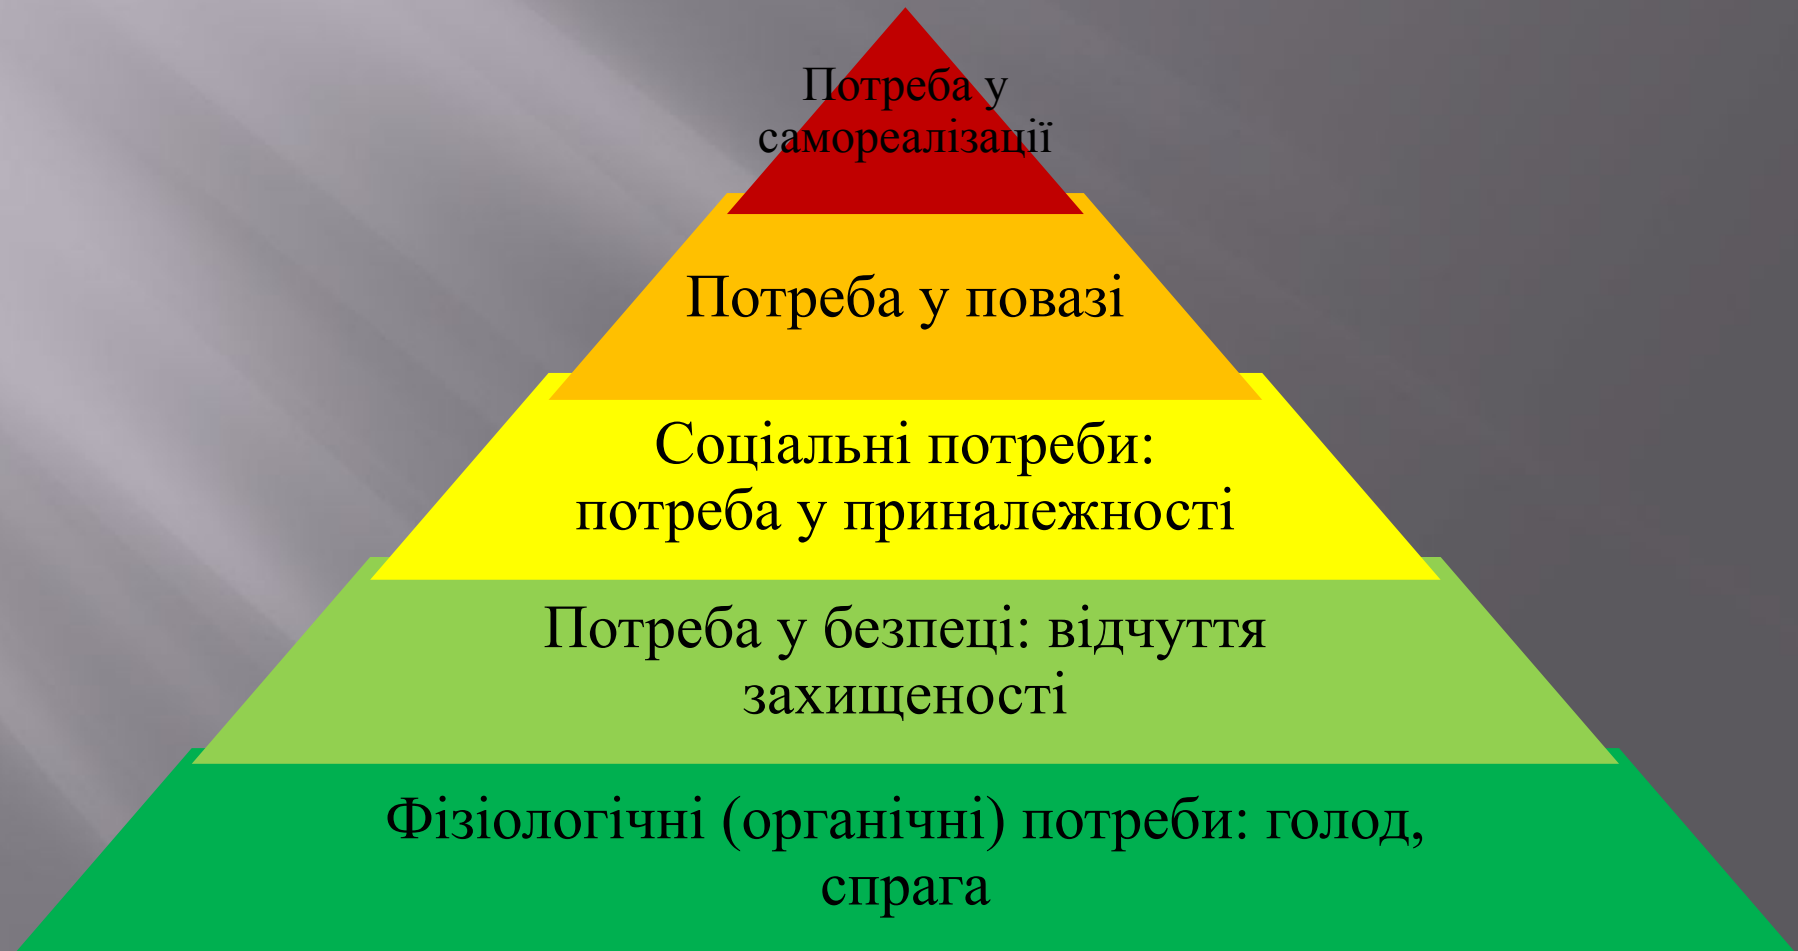 Потреба у
самореалізації
Потреба у повазі
Соціальні потреби:
потреба у приналежності
Потреба у безпеці: відчуття
захищеності
Фізіологічні (органічні) потреби: голод,
спрага